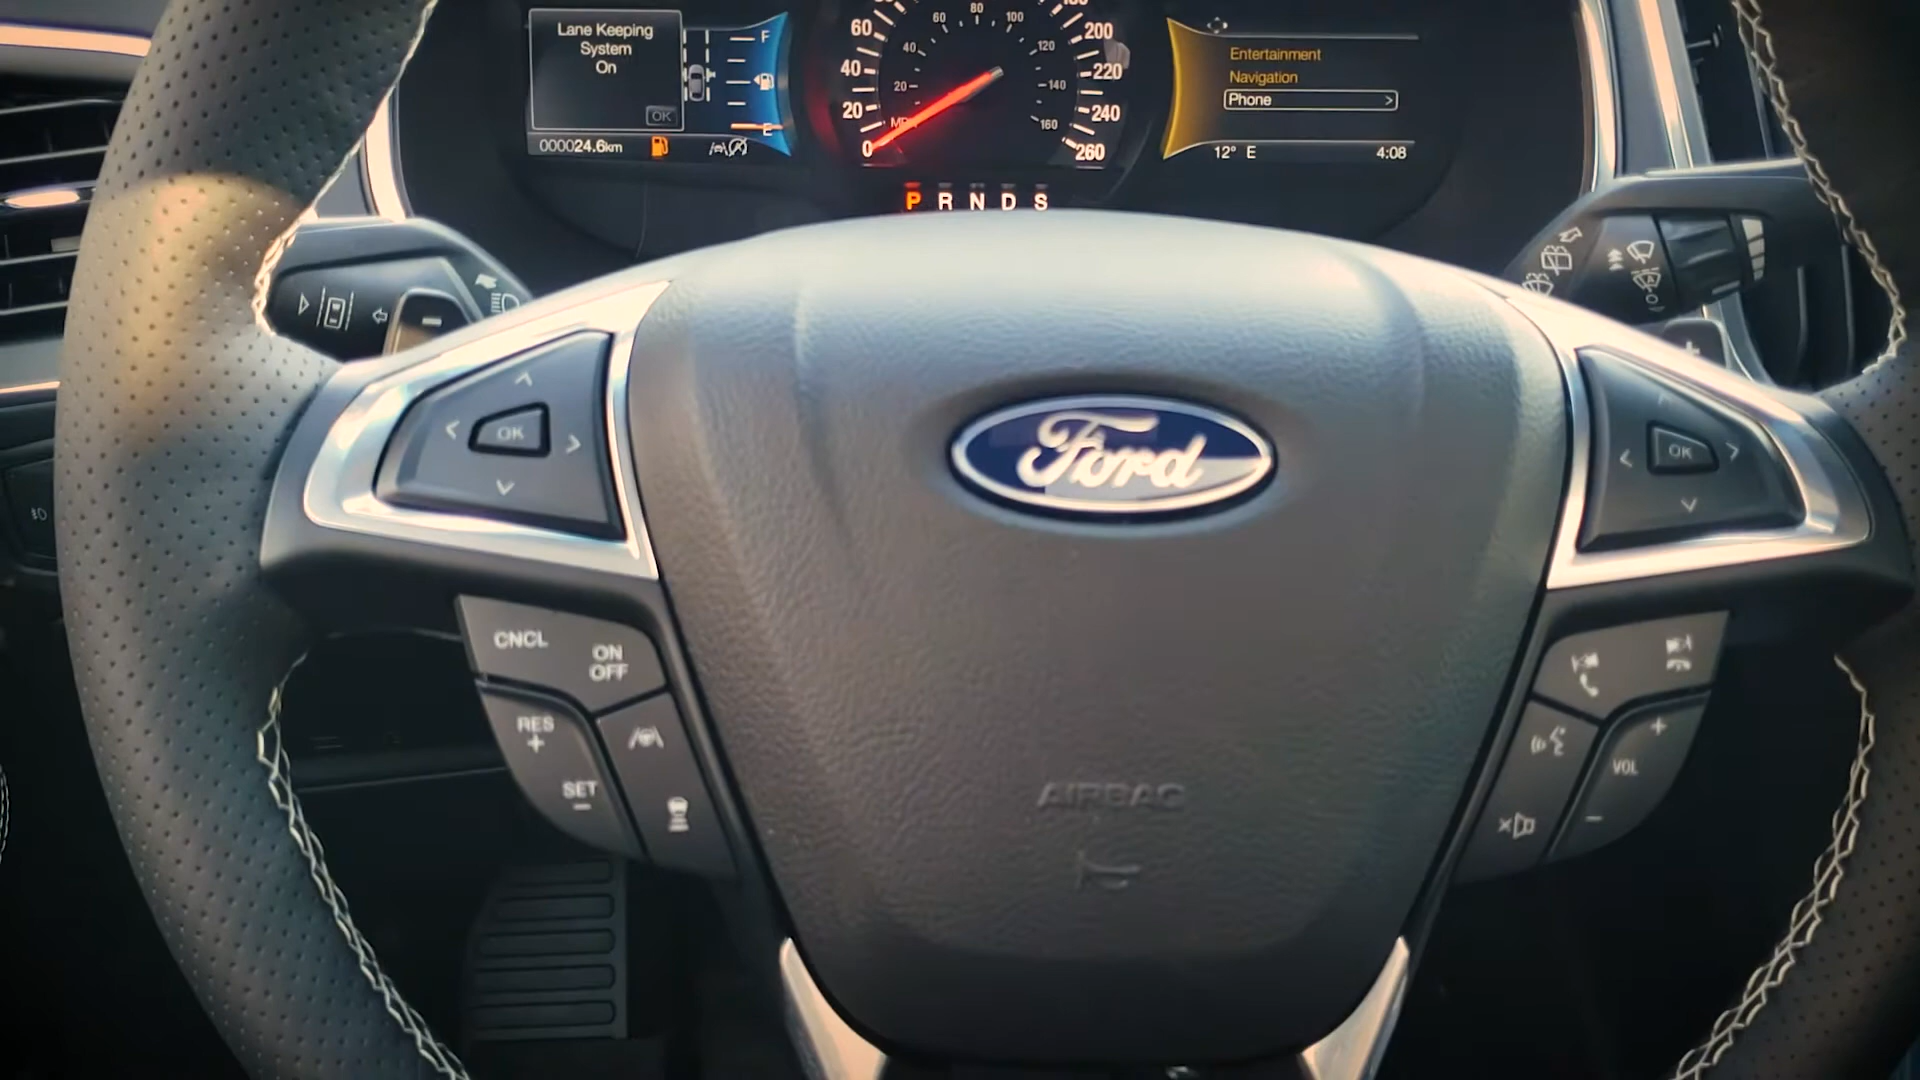 Lane Keeping
System
On
OK
F
E
000024.6km
0
20
40
60
200
220
240
260
MPH
20
40
60
80
100
120
140
160
P R N D S
Entertainment
Navigation
Phone >
12° E
4:08
OK
Ford
OK
CNCL
ON
OFF
RES
+
SET
−
+
VOL
−
AIRBAG